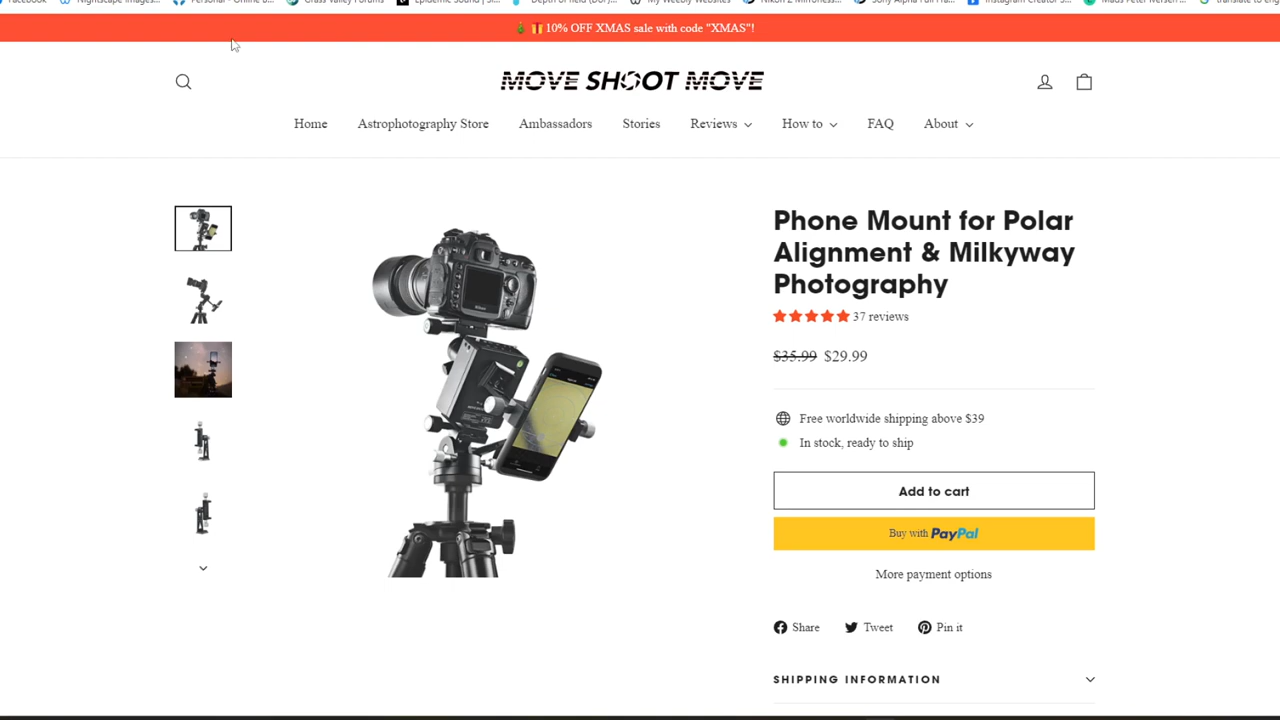 10% OFF XMAS sale with code "XMAS"!
MOVE SHOOT MOVE
Home Astrophotography Store Ambassadors Stories Reviews How to FAQ About
Phone Mount for Polar
Alignment & Milkyway
Photography
37 reviews
$35.99 $29.99
Free worldwide shipping above $39
In stock, ready to ship
Add to cart
Buy with PayPal
More payment options
Share Tweet Pin it
SHIPPING INFORMATION